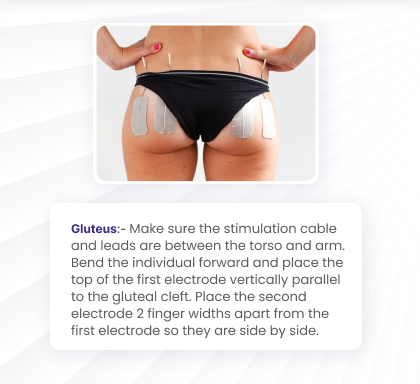 Gluteus:- Make sure the stimulation cable
and leads are between the torso and arm.
Bend the individual forward and place the
top of the first electrode vertically parallel
to the gluteal cleft. Place the second
electrode 2 finger widths apart from the
first electrode so they are side by side.